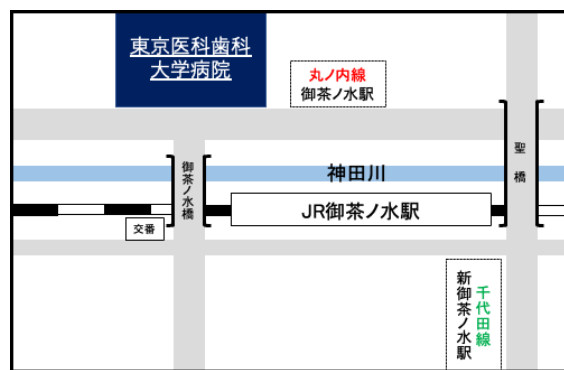 東京医科歯科
大学病院
丸ノ内線
御茶ノ水駅
聖橋
御茶ノ水橋
神田川
JR御茶ノ水駅
交番
千代田線
新御茶ノ水駅